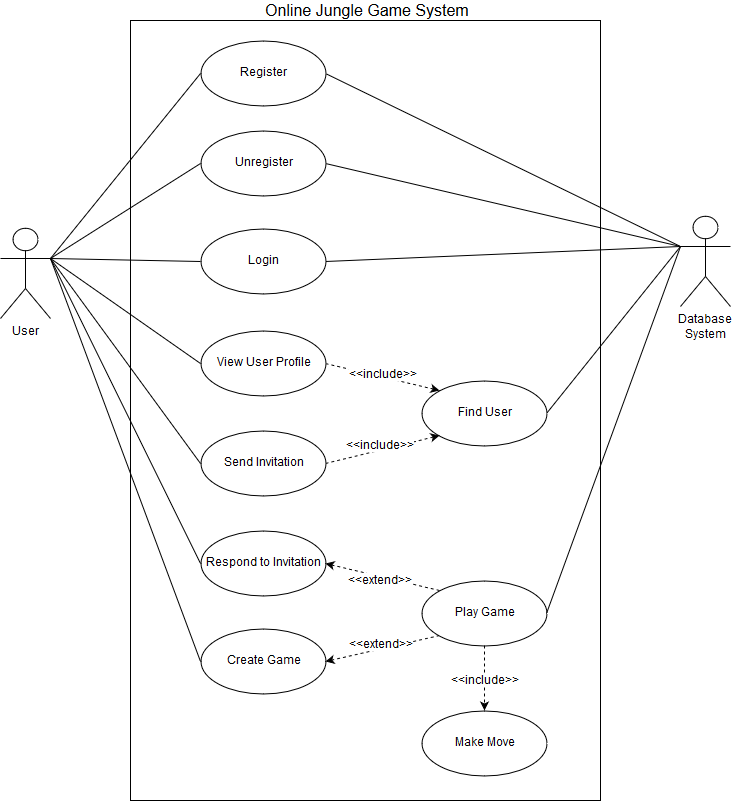 Online Jungle Game System
Register
Unregister
Login
User
Database
System
View User Profile
<<include>>
Find User
<<include>>
Send Invitation
Respond to Invitation
<<extend>>
Play Game
<<extend>>
Create Game
<<include>>
Make Move